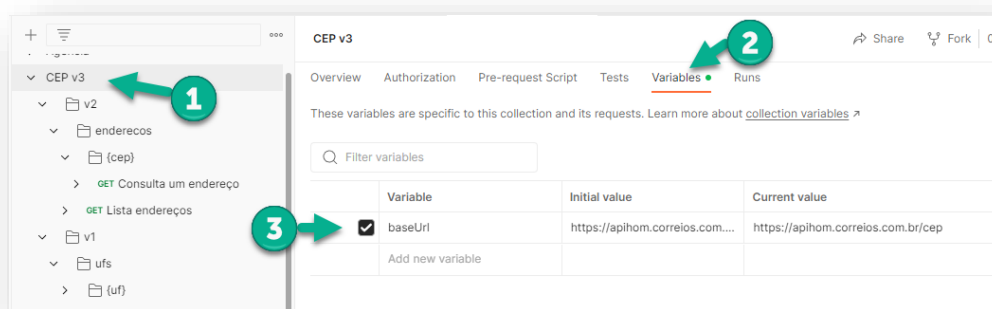 CEP v3
Share
Fork
Overview Authorization Pre-request Script Tests Variables Runs
These variables are specific to this collection and its requests. Learn more about collection variables ↗
Filter variables
Variable Initial value Current value
baseUrl https://apihom.correios.com.... https://apihom.correios.com.br/cep
Add new variable
CEP v3
v2
enderecos
{cep}
GET Consulta um endereço
GET Lista endereços
v1
ufs
{uf}
1
2
3